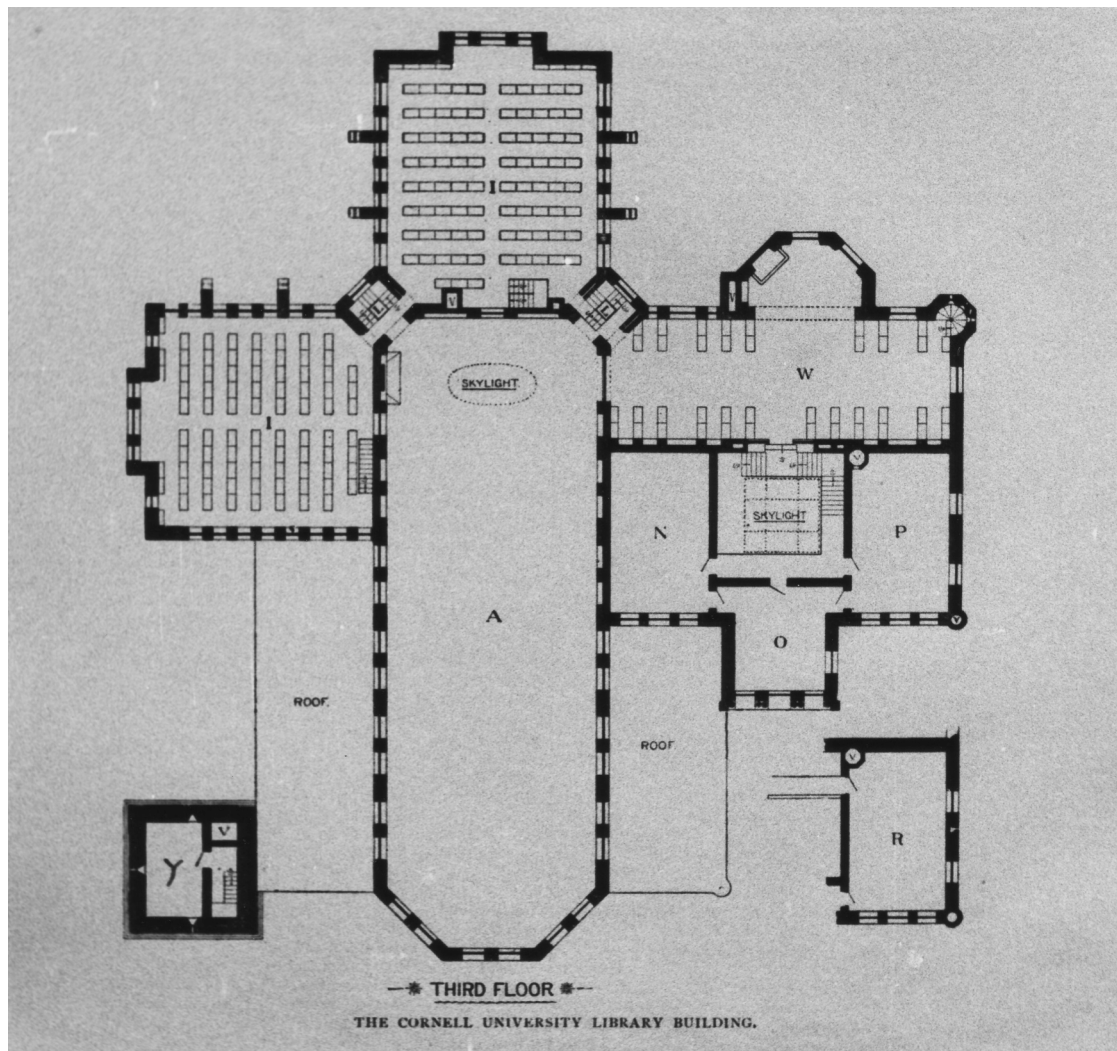 I
V
L
L
V
SKYLIGHT
W
I
V
SKYLIGHT
N
P
A
V
O
ROOF.
ROOF
V
V
Y
R
THIRD FLOOR
THE CORNELL UNIVERSITY LIBRARY BUILDING.